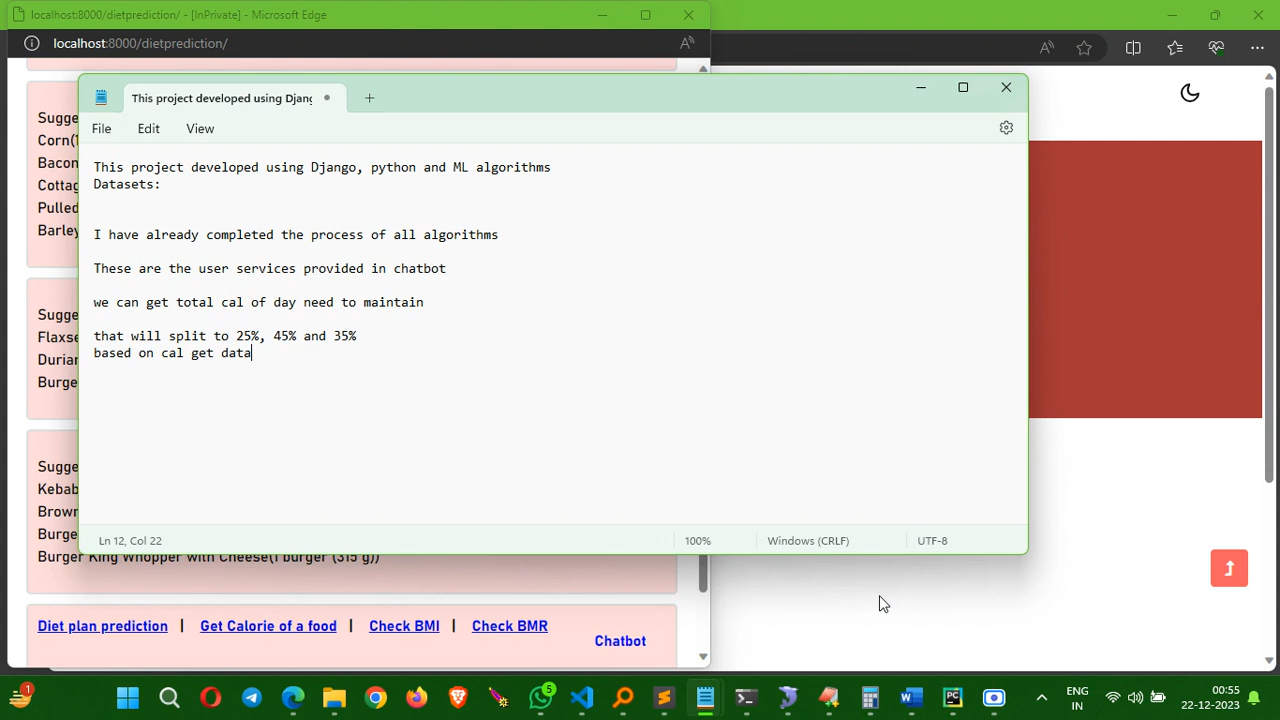 localhost:8000/dietprediction/ - [InPrivate] - Microsoft Edge
localhost:8000/dietprediction/
This project developed using Djang
File Edit View
This project developed using Django, python and ML algorithms
Datasets:
I have already completed the process of all algorithms
These are the user services provided in chatbot
we can get total cal of day need to maintain
that will split to 25%, 45% and 35%
based on cal get data
Ln 12, Col 22
100%
Windows (CRLF)
UTF-8
Sugge
Corn(1
Bacon
Cottag
Pulled
Barley
Sugge
Flaxse
Durian
Burge
Sugge
Kebab
Brown
Burge
Burger King Whopper with Cheese(1 burger (315 g))
Diet plan prediction | Get Calorie of a food | Check BMI | Check BMR
Chatbot
1
5
ENG
IN
00:55
22-12-2023